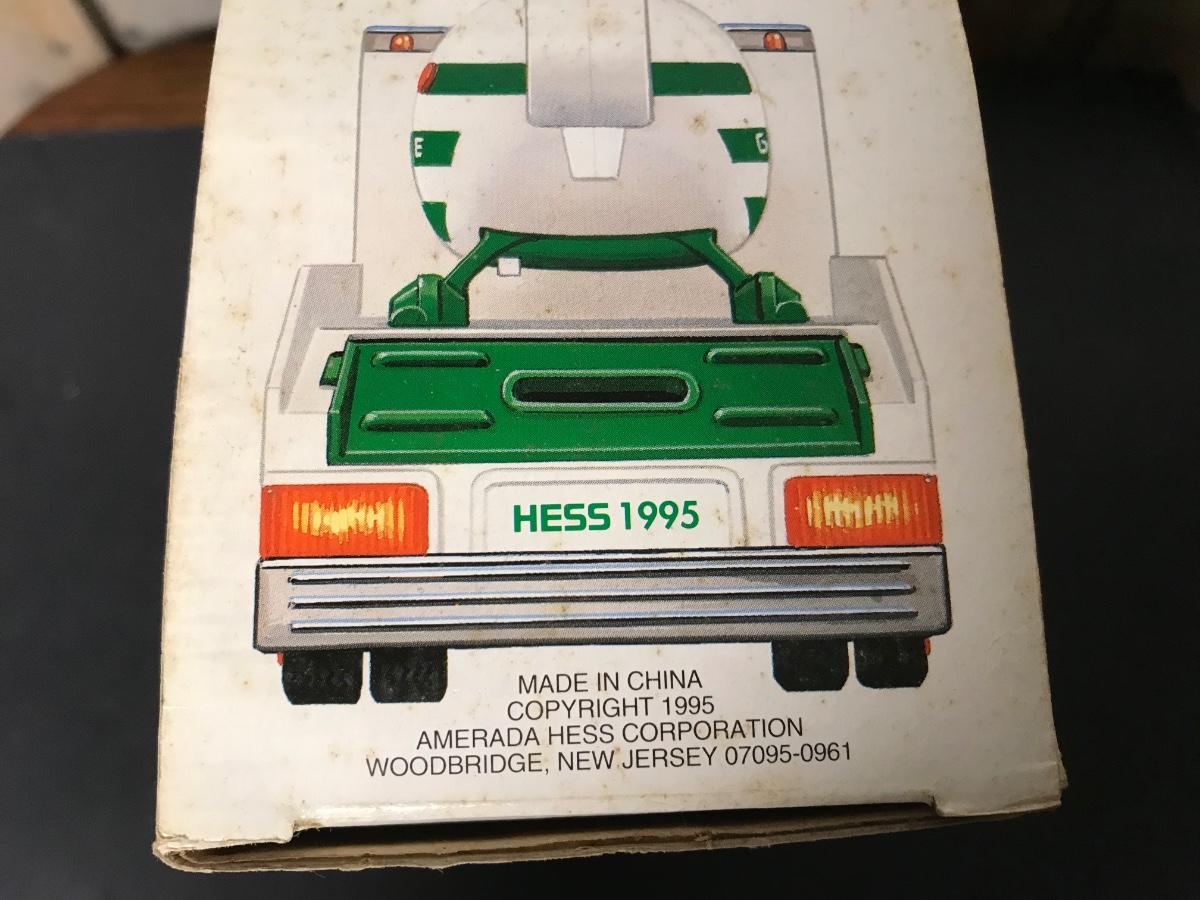 E G
HESS 1995
MADE IN CHINA
COPYRIGHT 1995
AMERADA HESS CORPORATION
WOODBRIDGE, NEW JERSEY 07095-0961